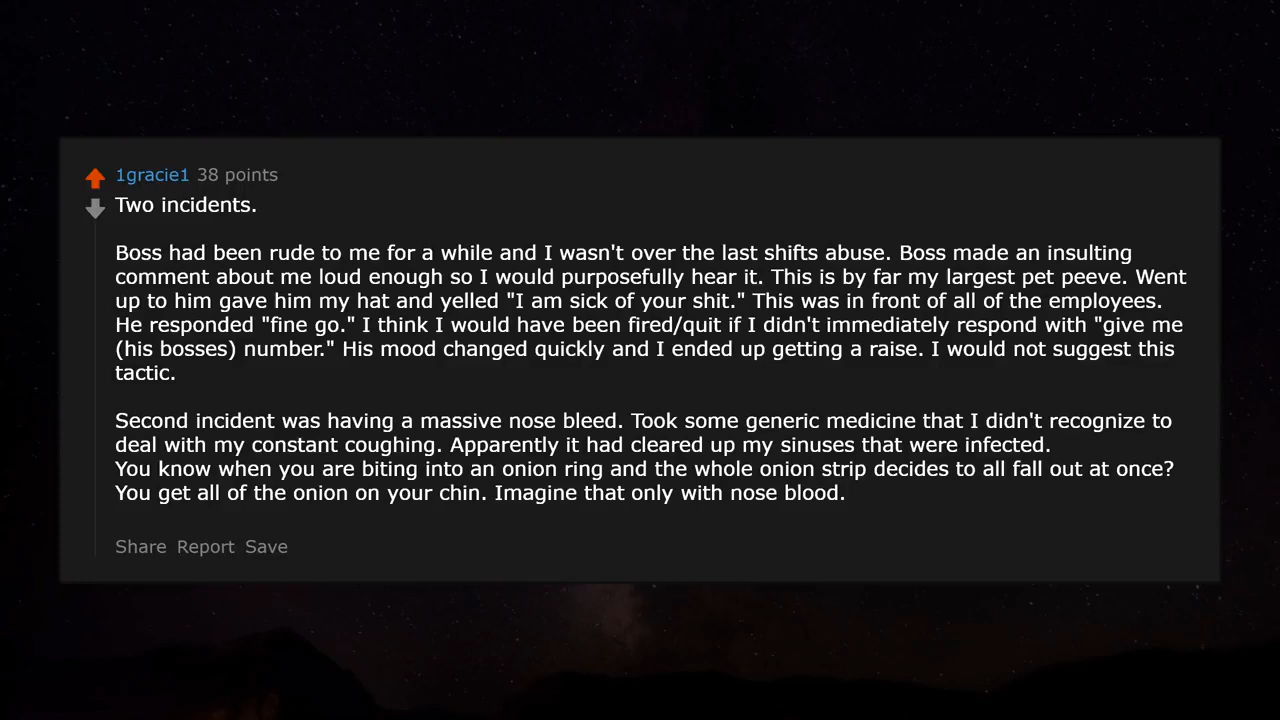 1gracie1 38 points
Two incidents.
Boss had been rude to me for a while and I wasn't over the last shifts abuse. Boss made an insulting
comment about me loud enough so I would purposefully hear it. This is by far my largest pet peeve. Went
up to him gave him my hat and yelled "I am sick of your shit." This was in front of all of the employees.
He responded "fine go." I think I would have been fired/quit if I didn't immediately respond with "give me
(his bosses) number." His mood changed quickly and I ended up getting a raise. I would not suggest this
tactic.
Second incident was having a massive nose bleed. Took some generic medicine that I didn't recognize to
deal with my constant coughing. Apparently it had cleared up my sinuses that were infected.
You know when you are biting into an onion ring and the whole onion strip decides to all fall out at once?
You get all of the onion on your chin. Imagine that only with nose blood.
Share Report Save